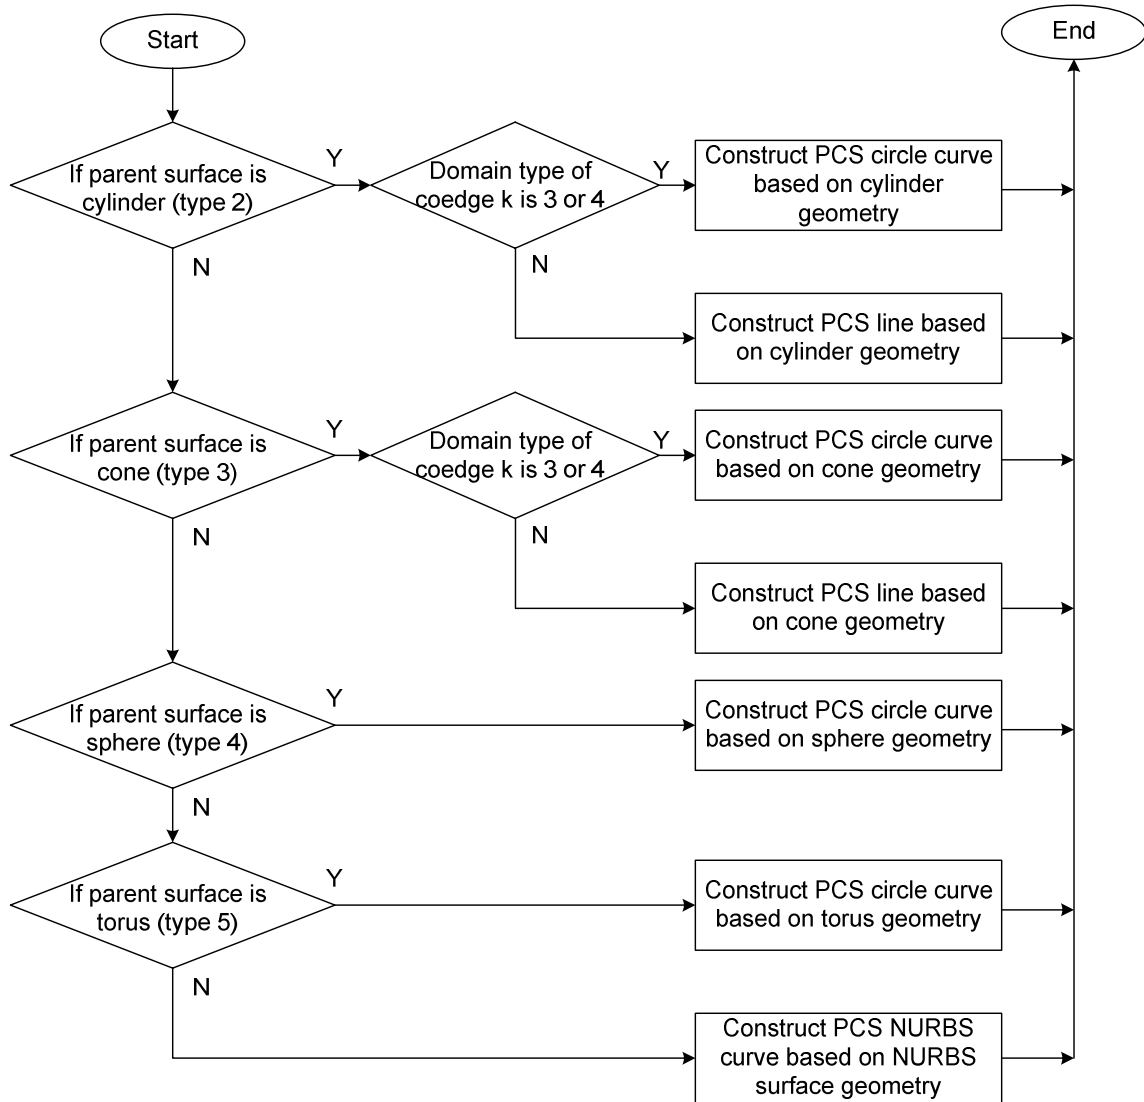 Start
End
If parent surface is
cylinder (type 2)
Y
Domain type of
coedge k is 3 or 4
Y
Construct PCS circle curve
based on cylinder
geometry
N
N
Construct PCS line based
on cylinder geometry
If parent surface is
cone (type 3)
Y
Domain type of
coedge k is 3 or 4
Y
Construct PCS circle curve
based on cone geometry
N
N
Construct PCS line based
on cone geometry
If parent surface is
sphere (type 4)
Y
Construct PCS circle curve
based on sphere geometry
N
If parent surface is
torus (type 5)
Y
Construct PCS circle curve
based on torus geometry
N
Construct PCS NURBS
curve based on NURBS
surface geometry